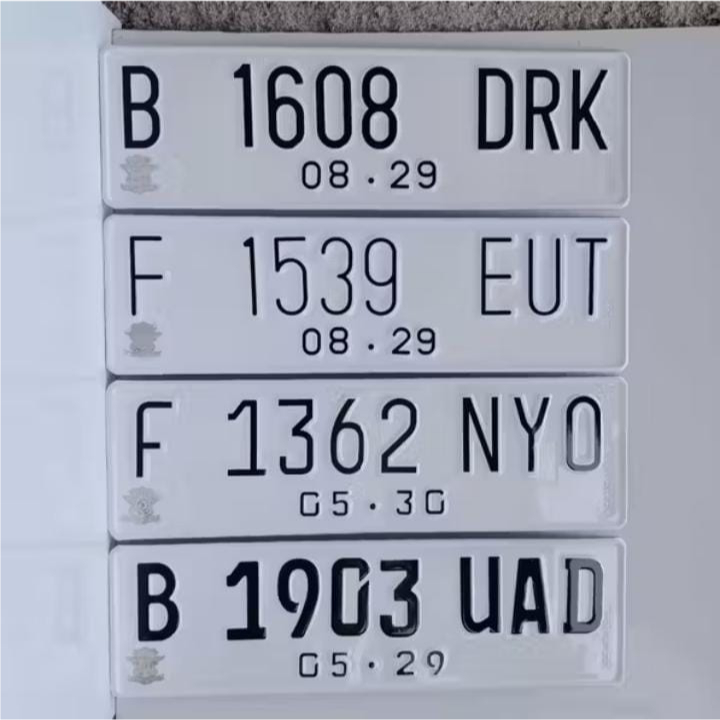 B 1608 DRK
08 . 29
F 1539 EUT
08 . 29
F 1362 NYO
05 . 30
B 1903 UAD
05 . 29